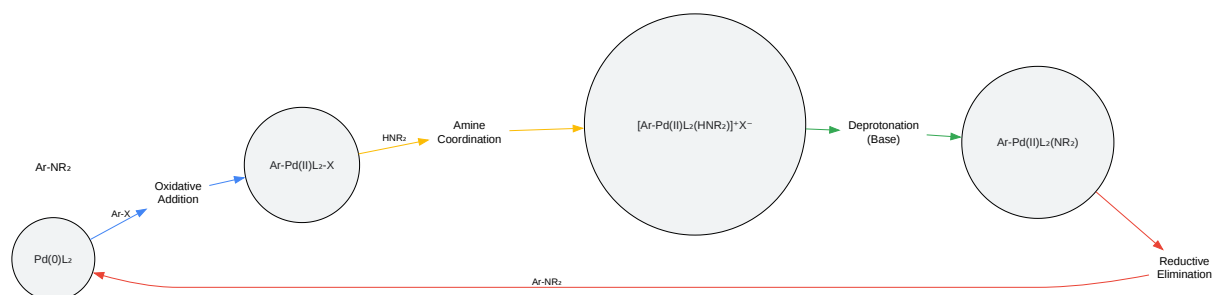 Ar-NR₂
Pd(0)L₂
Ar-X
Oxidative
Addition
Ar-Pd(II)L₂-X
HNR₂
Amine
Coordination
[Ar-Pd(II)L₂(HNR₂)]⁺X⁻
Deprotonation
(Base)
Ar-Pd(II)L₂(NR₂)
Reductive
Elimination
Ar-NR₂